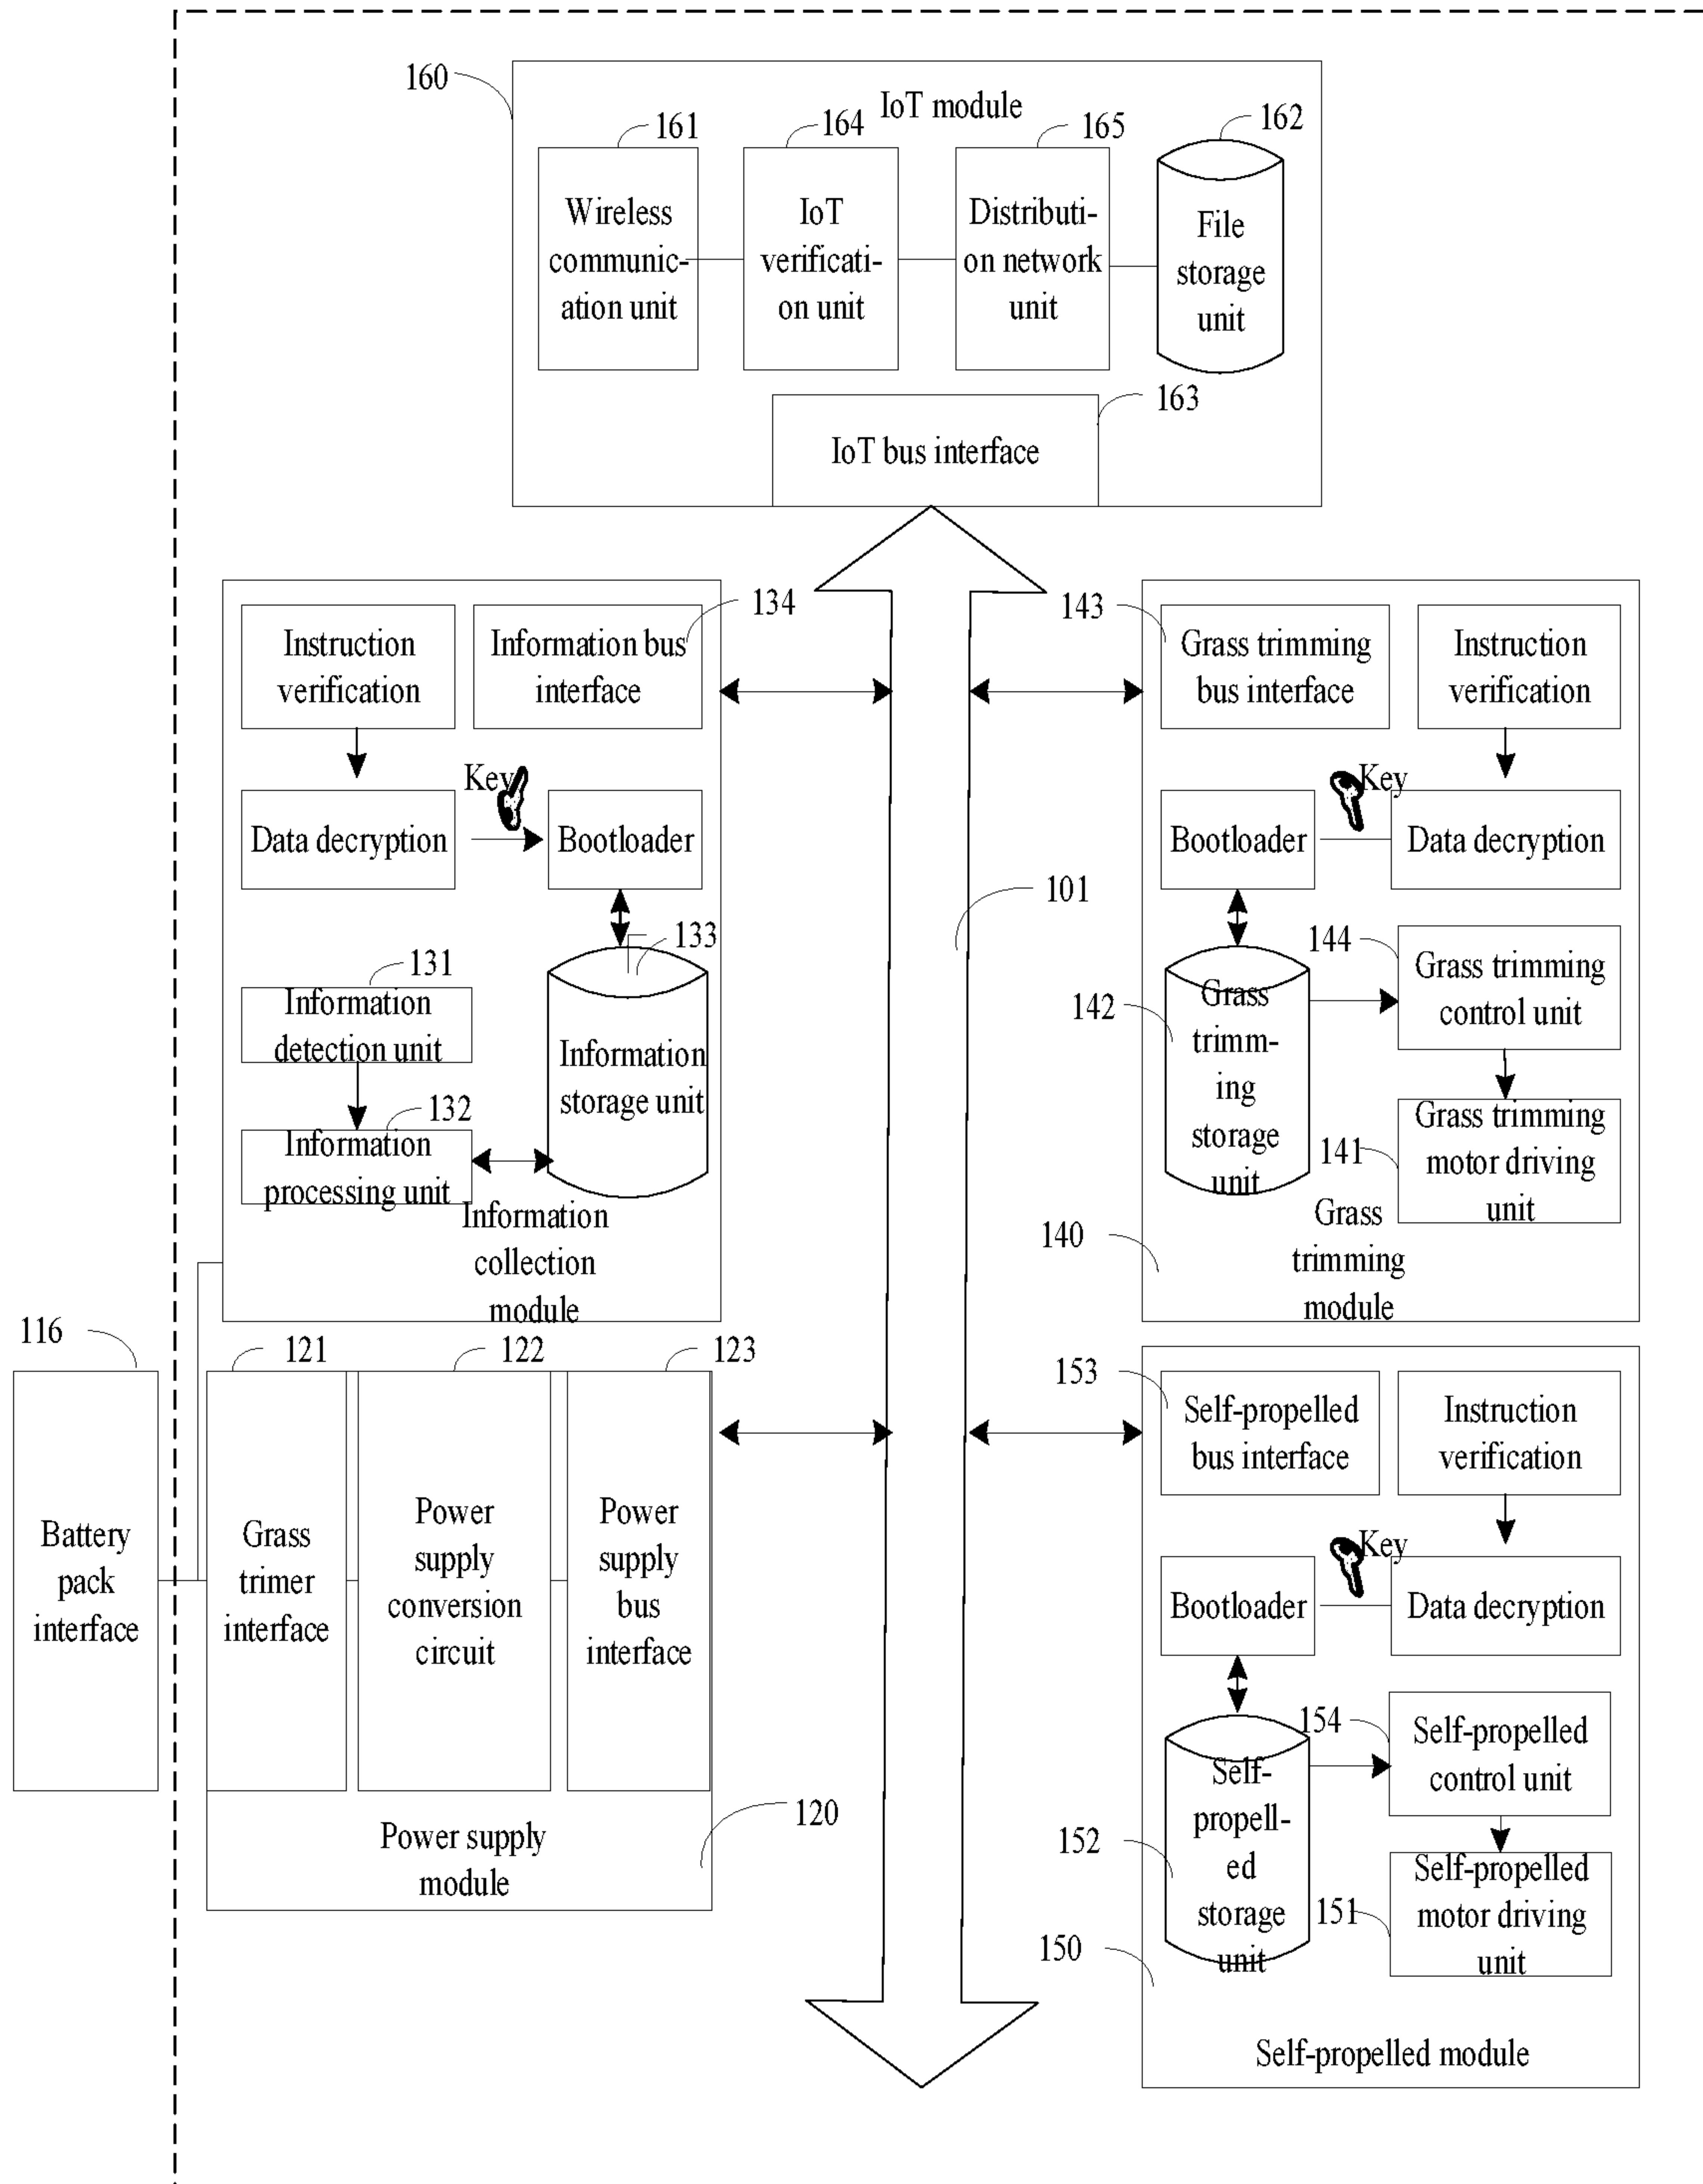 160
IoT module
161
164
165
162
Wireless
communic-
ation unit
IoT
verificati-
on unit
Distributi-
on network
unit
File
storage
unit
163
IoT bus interface
134
Instruction
verification
Information bus
interface
Key
Data decryption
Bootloader
133
131
Information
detection unit
Information
storage unit
132
Information
processing unit
Information
collection
module
101
143
Grass trimming
bus interface
Instruction
verification
Key
Bootloader
Data decryption
144
Grass trimming
control unit
142
Grass
trimm-
ing
storage
unit
141
Grass trimming
motor driving
unit
140
Grass
trimming
module
116
121
122
123
Battery
pack
interface
Grass
trimer
interface
Power
supply
conversion
circuit
Power
supply
bus
interface
120
Power supply
module
153
Self-propelled
bus interface
Instruction
verification
Key
Bootloader
Data decryption
154
Self-propelled
control unit
152
Self-
propell-
ed
storage
unit
151
Self-propelled
motor driving
unit
150
Self-propelled module